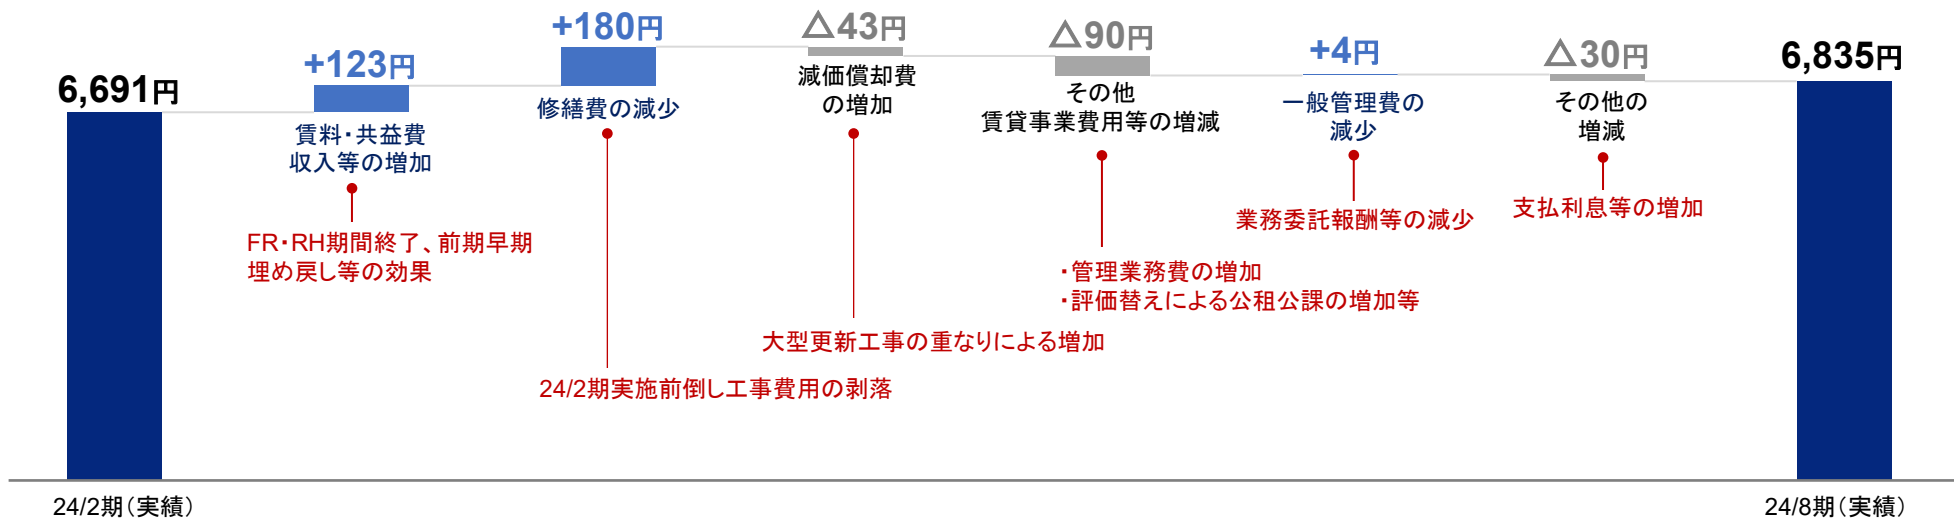 6,691円
+123円
賃料・共益費
収入等の増加
FR・RH期間終了、前期早期
埋め戻し等の効果
+180円
修繕費の減少
24/2期実施前倒し工事費用の剥落
△43円
減価償却費
の増加
大型更新工事の重なりによる増加
△90円
その他
賃貸事業費用等の増減
・管理業務費の増加
・評価替えによる公租公課の増加等
+4円
一般管理費の
減少
業務委託報酬等の減少
△30円
その他の
増減
支払利息等の増加
6,835円
24/2期（実績）
24/8期（実績）